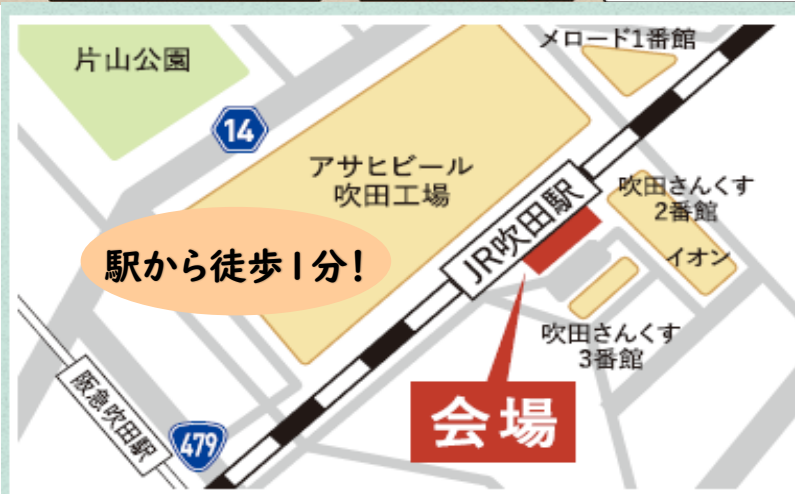 メロード1番館
片山公園
14
アサヒビール
吹田工場
吹田さんくす
2番館
JR吹田駅
イオン
駅から徒歩1分!
吹田さんくす
3番館
阪急吹田駅
会場
479